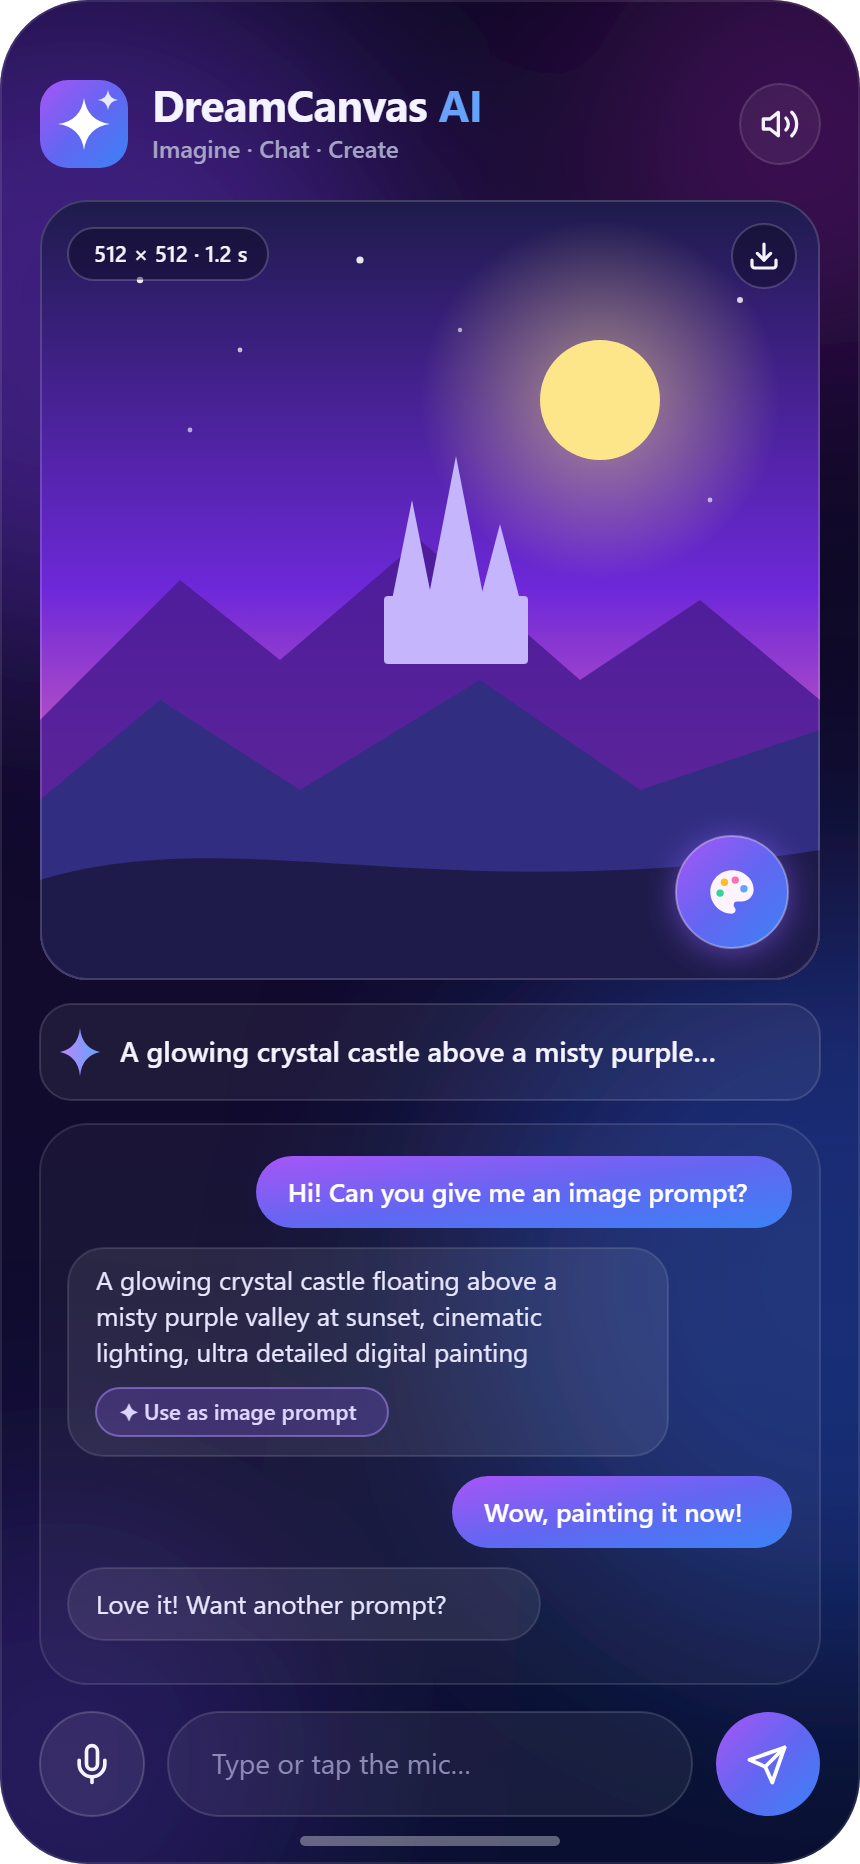 DreamCanvas AI
Imagine · Chat · Create
512 × 512 · 1.2 s
A glowing crystal castle above a misty purple...
Hi! Can you give me an image prompt?
A glowing crystal castle floating above a
misty purple valley at sunset, cinematic
lighting, ultra detailed digital painting
Use as image prompt
Wow, painting it now!
Love it! Want another prompt?
Type or tap the mic...